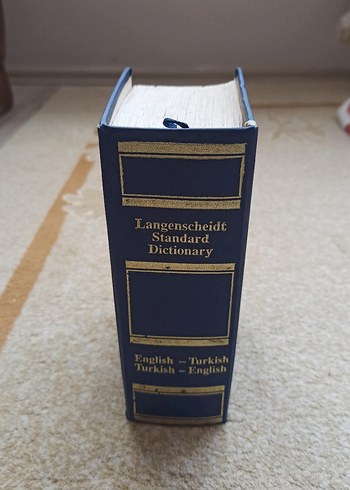 Langenscheidt
Standard
Dictionary
English – Turkish
Turkish – English